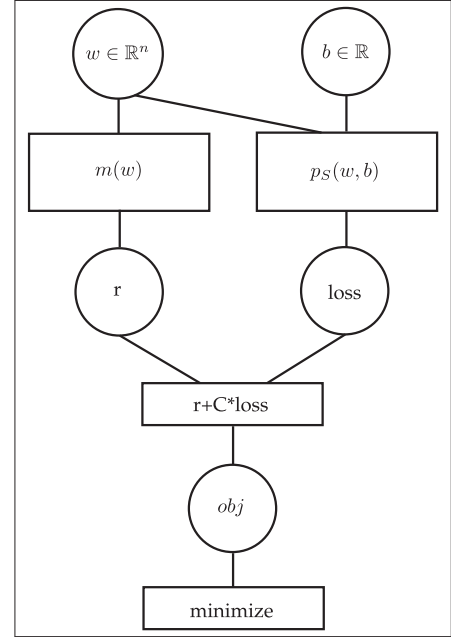 w ∈ ℝⁿ
b ∈ ℝ
m(w)
p_S(w, b)
r
loss
r+C*loss
obj
minimize